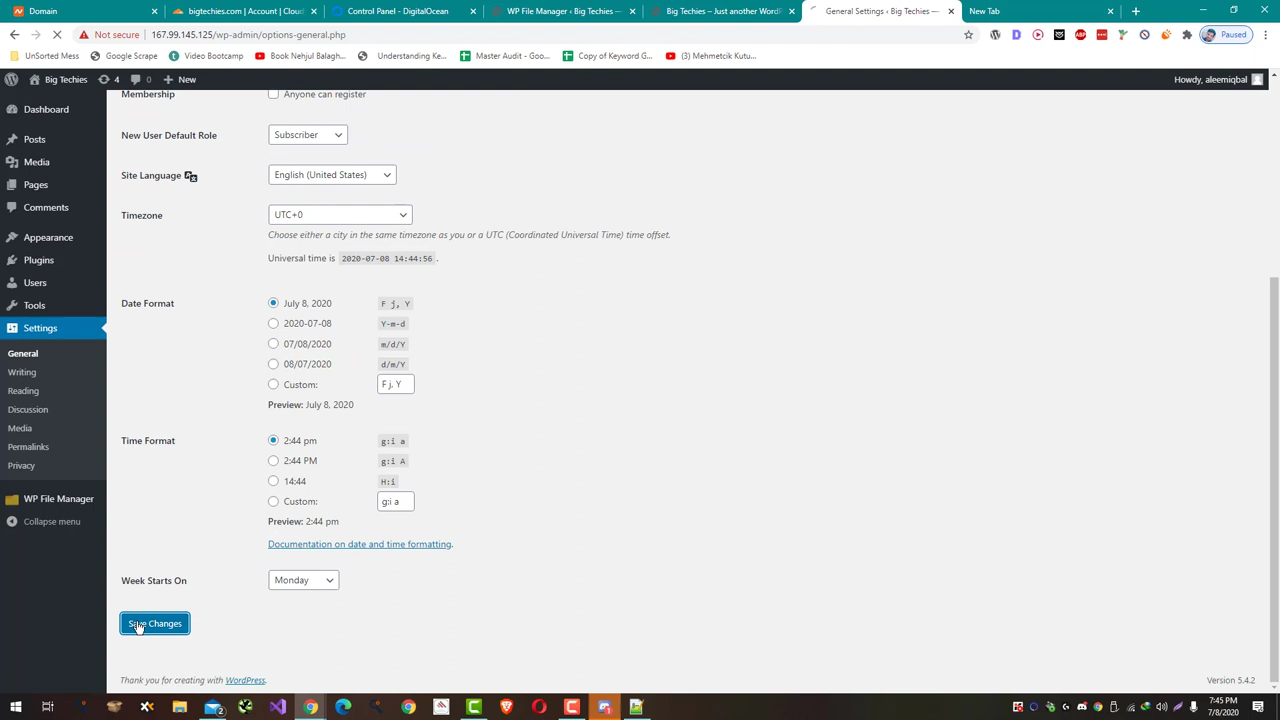 Domain
bigtechies.com | Account | Cloud
Control Panel - DigitalOcean
WP File Manager ‹ Big Techies —
Big Techies – Just another WordP
General Settings ‹ Big Techies —
New Tab
Not secure
167.99.145.125/wp-admin/options-general.php
Paused
UnSorted Mess
Google Scrape
Video Bootcamp
Book Nehjul Balagh...
Understanding Ke...
Master Audit - Q2
Copy of Keyword G...
(3) Mehmetcik Kutu...
Big Techies
4
0
New
Howdy, aleemiqbal
Dashboard
Posts
Media
Pages
Comments
Appearance
Plugins
Users
Tools
Settings
General
Writing
Reading
Discussion
Media
Permalinks
Privacy
WP File Manager
Collapse menu
Membership
Anyone can register
New User Default Role
Subscriber
Site Language
English (United States)
Timezone
UTC+0
Choose either a city in the same timezone as you or a UTC (Coordinated Universal Time) time offset.
Universal time is 2020-07-08 14:44:56 .
Date Format
July 8, 2020 F j, Y
2020-07-08 Y-m-d
07/08/2020 m/d/Y
08/07/2020 d/m/Y
Custom: F j, Y
Preview: July 8, 2020
Time Format
2:44 pm g:i a
2:44 PM g:i A
14:44 H:i
Custom: g:i a
Preview: 2:44 pm
Documentation on date and time formatting.
Week Starts On
Monday
Save Changes
Thank you for creating with WordPress.
Version 5.4.2
7:45 PM
7/8/2020